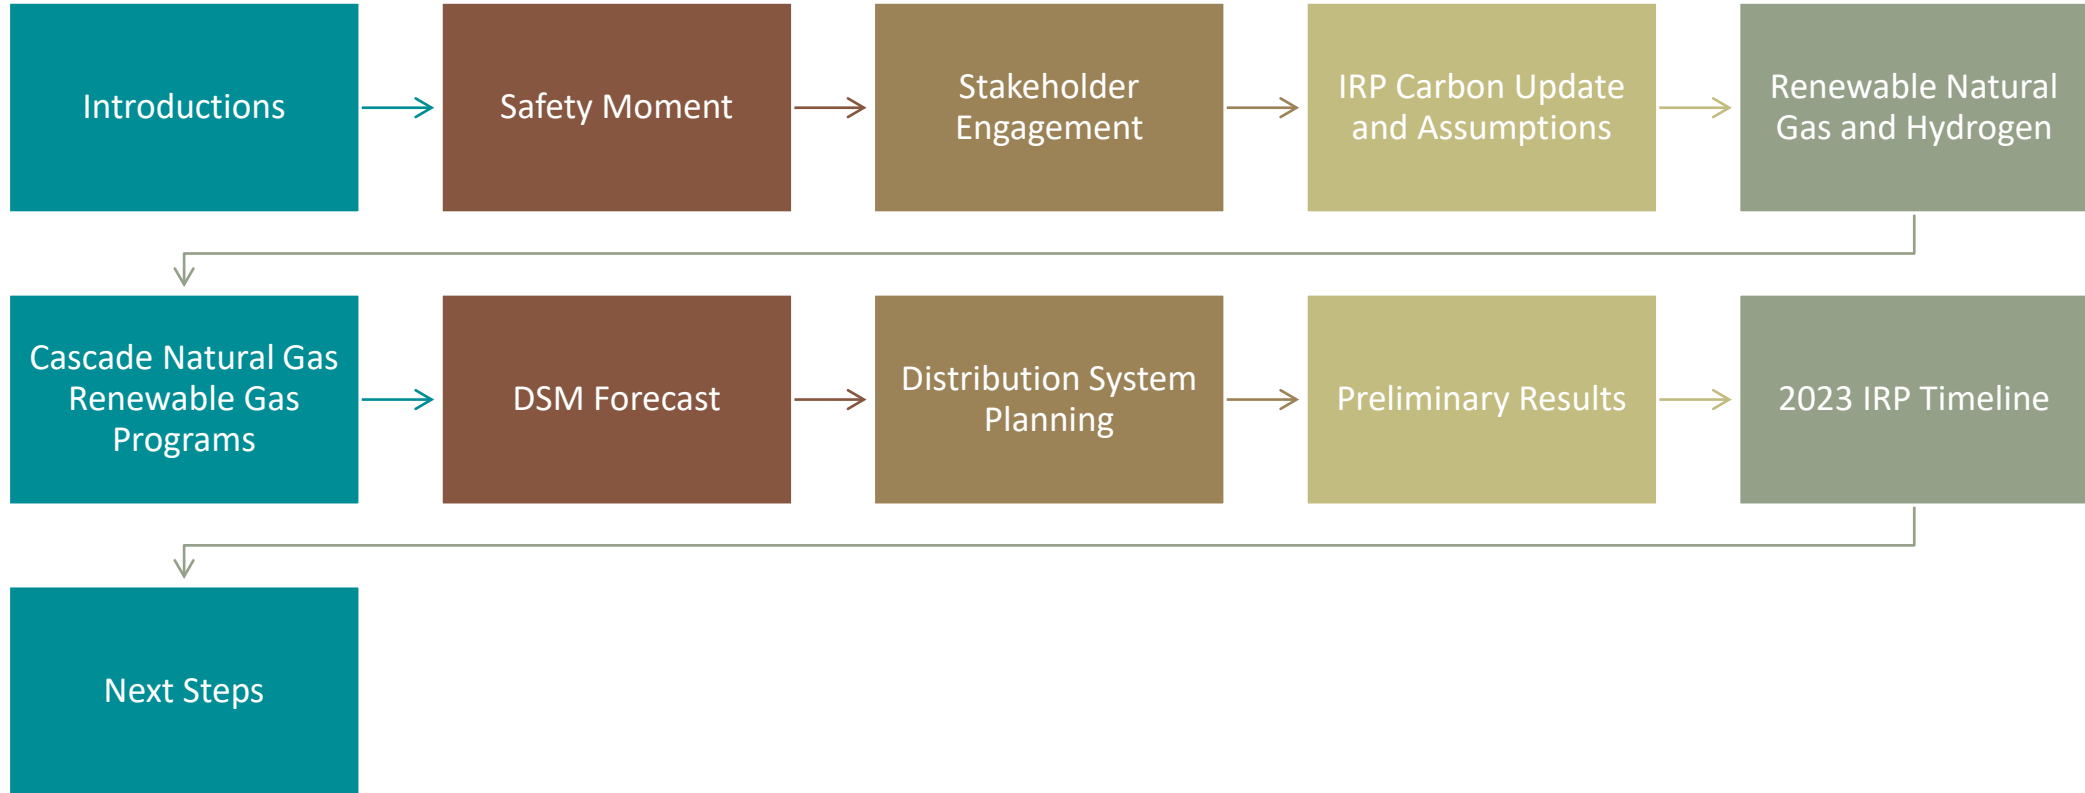 Introductions
Safety Moment
Stakeholder
Engagement
IRP Carbon Update
and Assumptions
Renewable Natural
Gas and Hydrogen
Cascade Natural Gas
Renewable Gas
Programs
DSM Forecast
Distribution System
Planning
Preliminary Results
2023 IRP Timeline
Next Steps